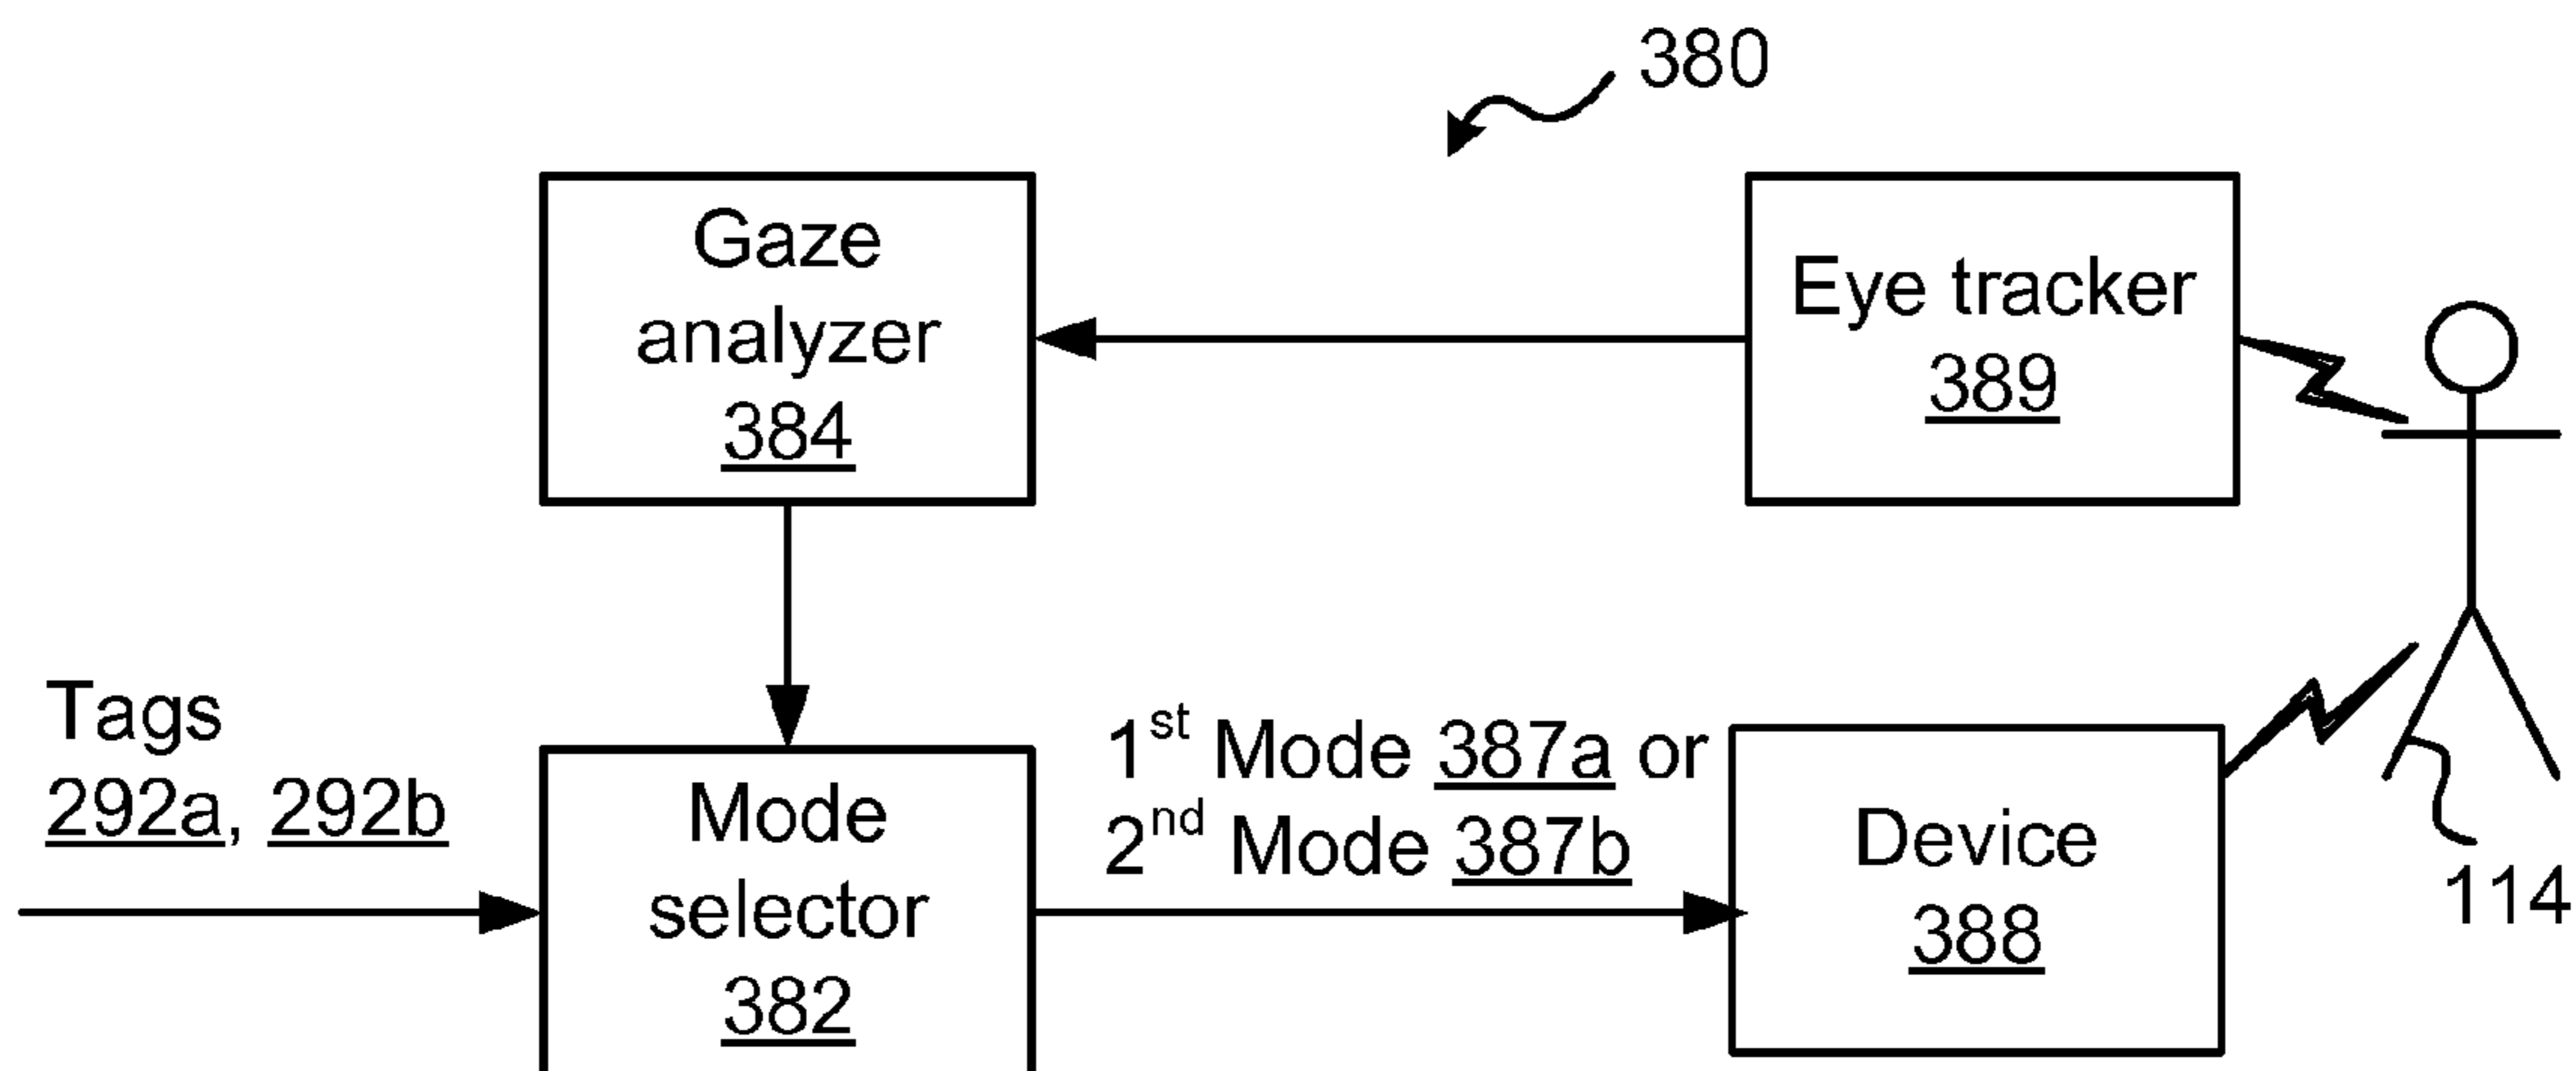 380
Gaze
analyzer
384
Eye tracker
389
Tags
292a, 292b
Mode
selector
382
1st Mode 387a or
2nd Mode 387b
Device
388
114